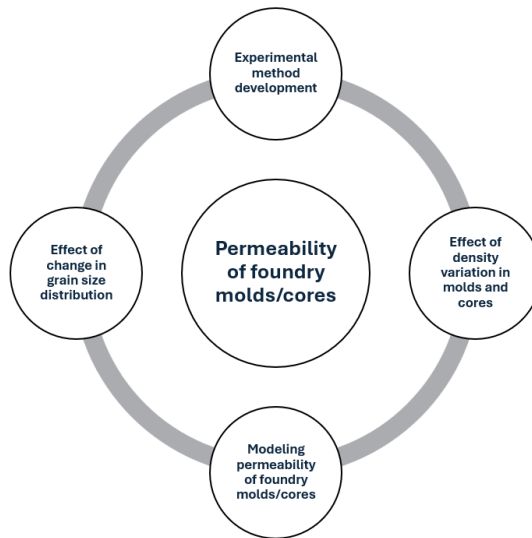 Experimental
method
development
Effect of
change in
grain size
distribution
Permeability
of foundry
molds/cores
Effect of
density
variation in
molds and
cores
Modeling
permeability
of foundry
molds/cores